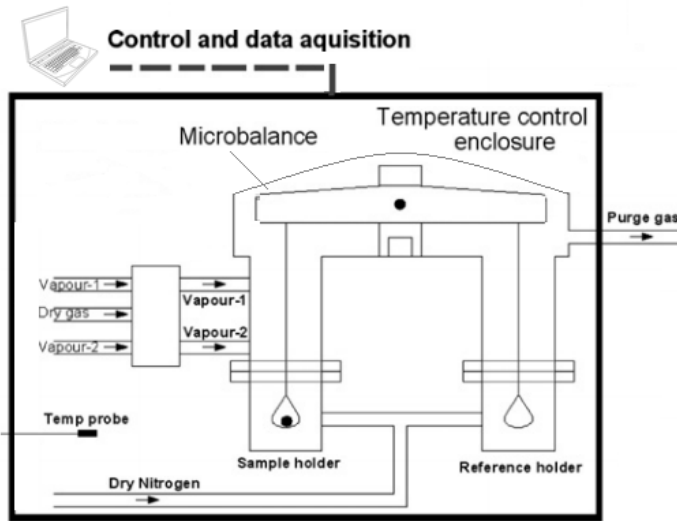 Control and data aquisition
Temperature control
enclosure
Microbalance
Purge gas
Vapour-1
Vapour-1
Dry gas
Vapour-2
Vapour-2
Temp probe
Sample holder
Reference holder
Dry Nitrogen